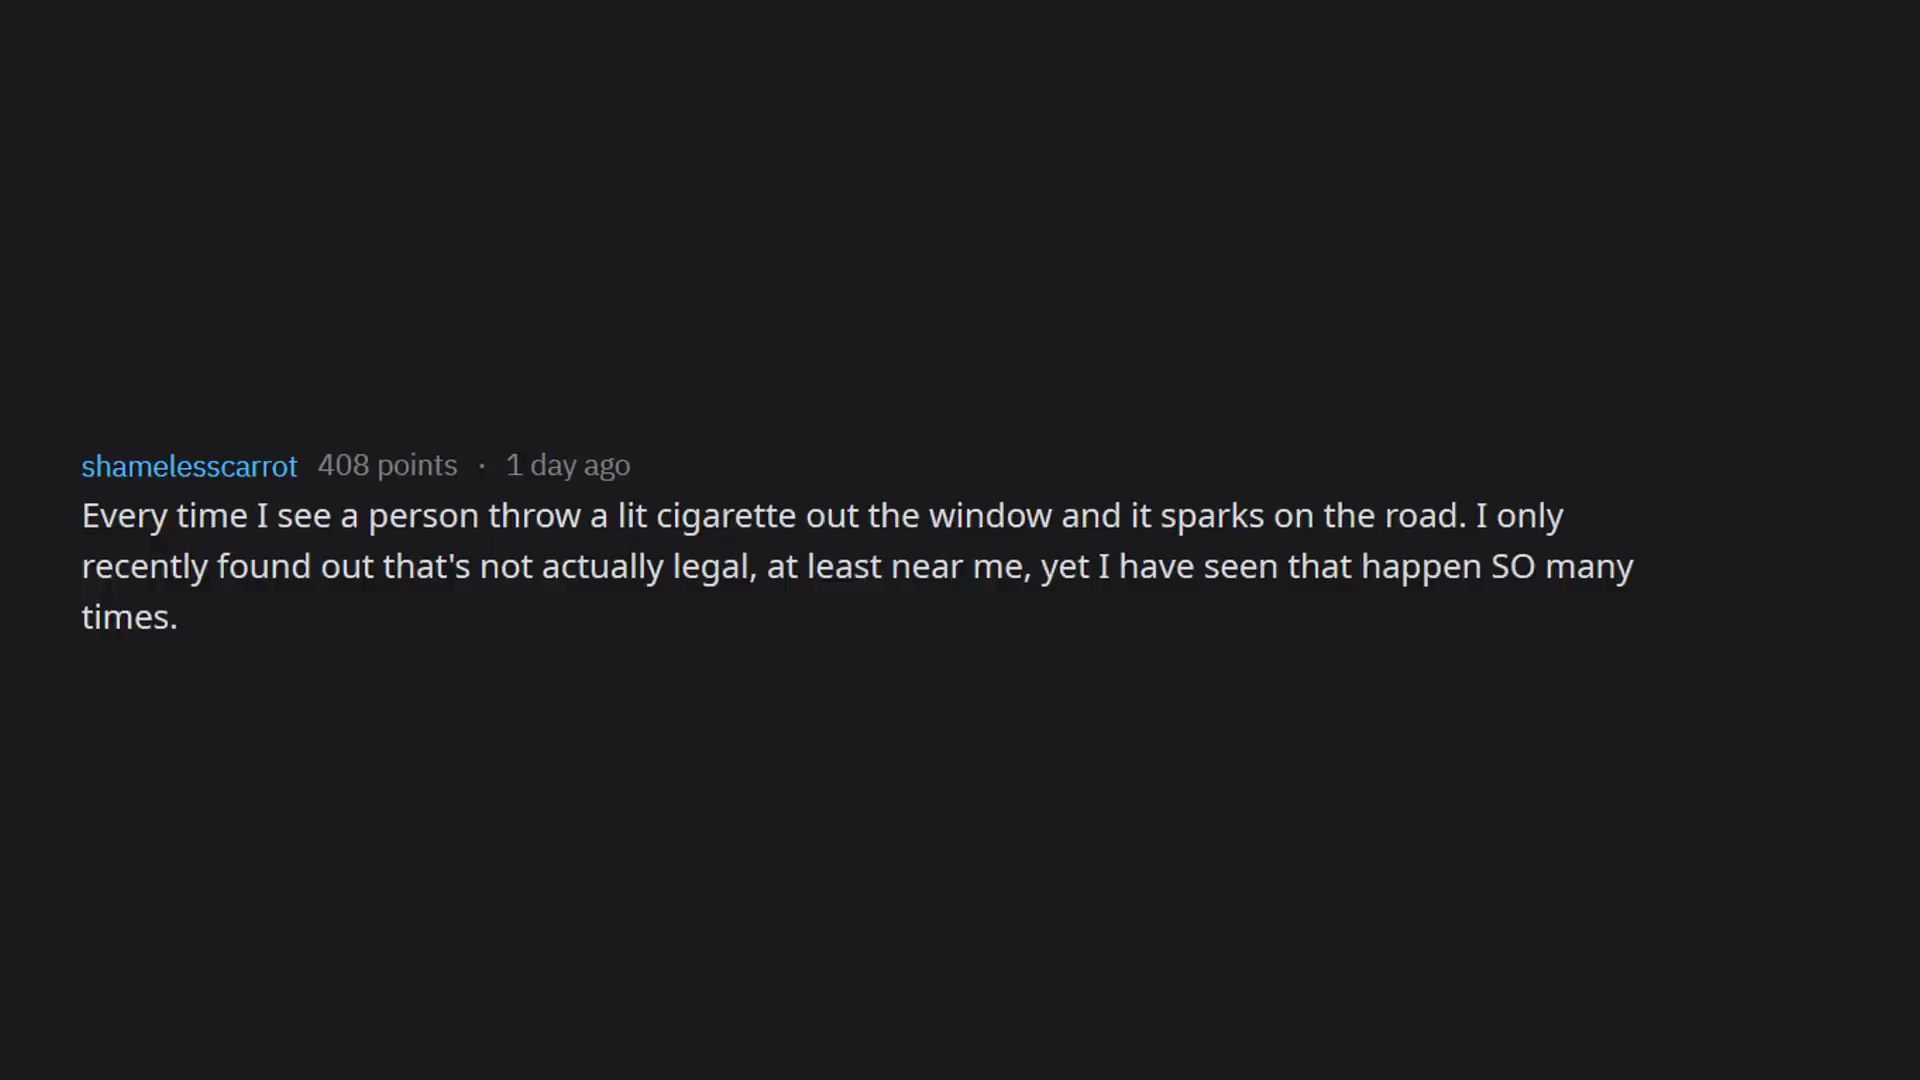 shamelesscarrot 408 points · 1 day ago
Every time I see a person throw a lit cigarette out the window and it sparks on the road. I only
recently found out that's not actually legal, at least near me, yet I have seen that happen SO many
times.